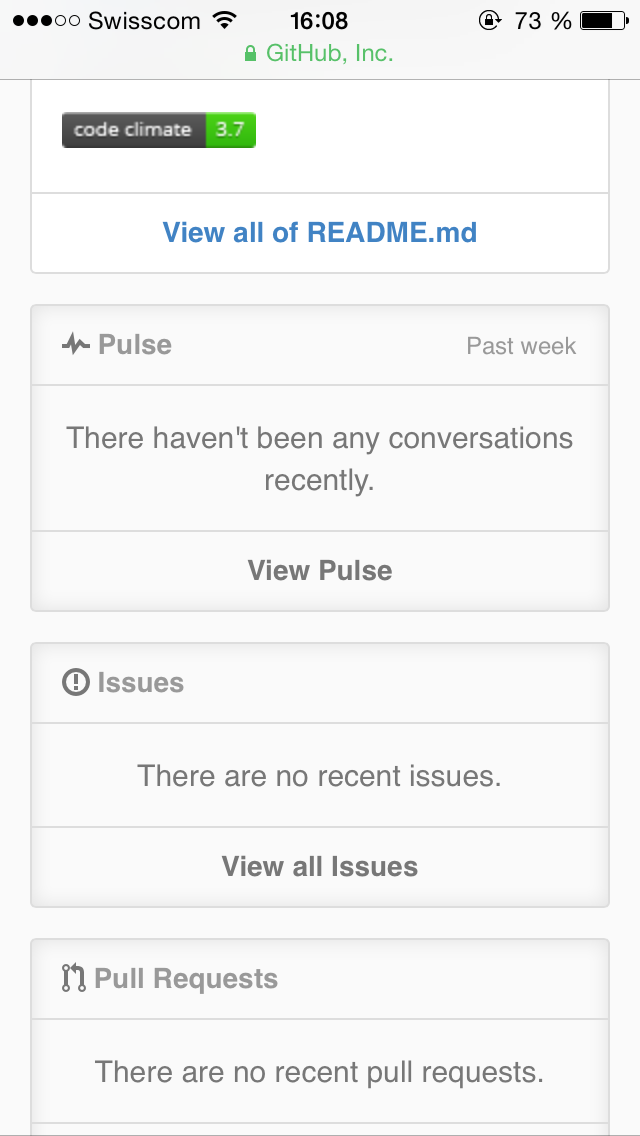 Swisscom 16:08 73 %
GitHub, Inc.
code climate 3.7
View all of README.md
Pulse Past week
There haven't been any conversations
recently.
View Pulse
Issues
There are no recent issues.
View all Issues
Pull Requests
There are no recent pull requests.